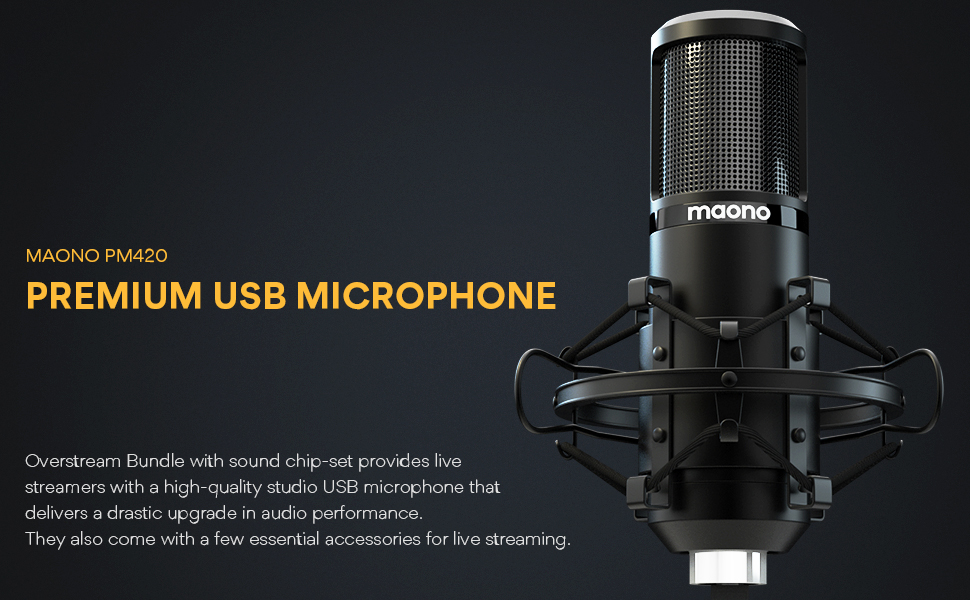 maono
MAONO PM420
PREMIUM USB MICROPHONE
Overstream Bundle with sound chip-set provides live
streamers with a high-quality studio USB microphone that
delivers a drastic upgrade in audio performance.
They also come with a few essential accessories for live streaming.